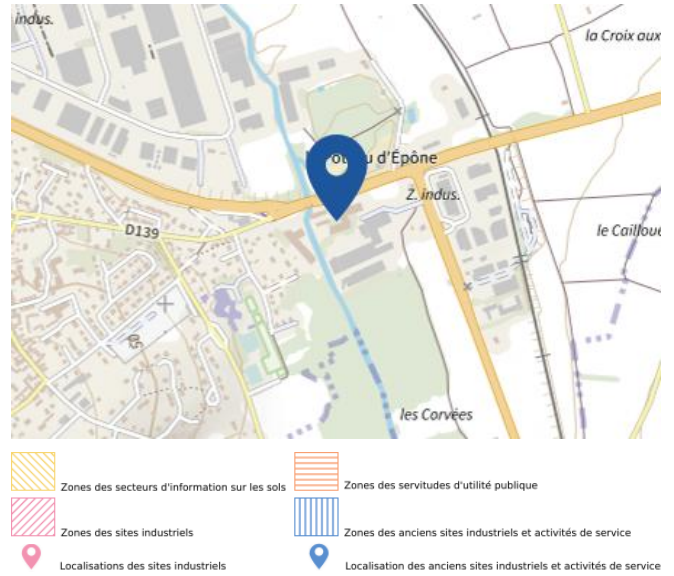 indus.
la Croix aux
d'Épône
Z. indus.
D139
le Cailloue
50
les Corvées
Zones des secteurs d'information sur les sols
Zones des servitudes d'utilité publique
Zones des sites industriels
Zones des anciens sites industriels et activités de service
Localisations des sites industriels
Localisation des anciens sites industriels et activités de service